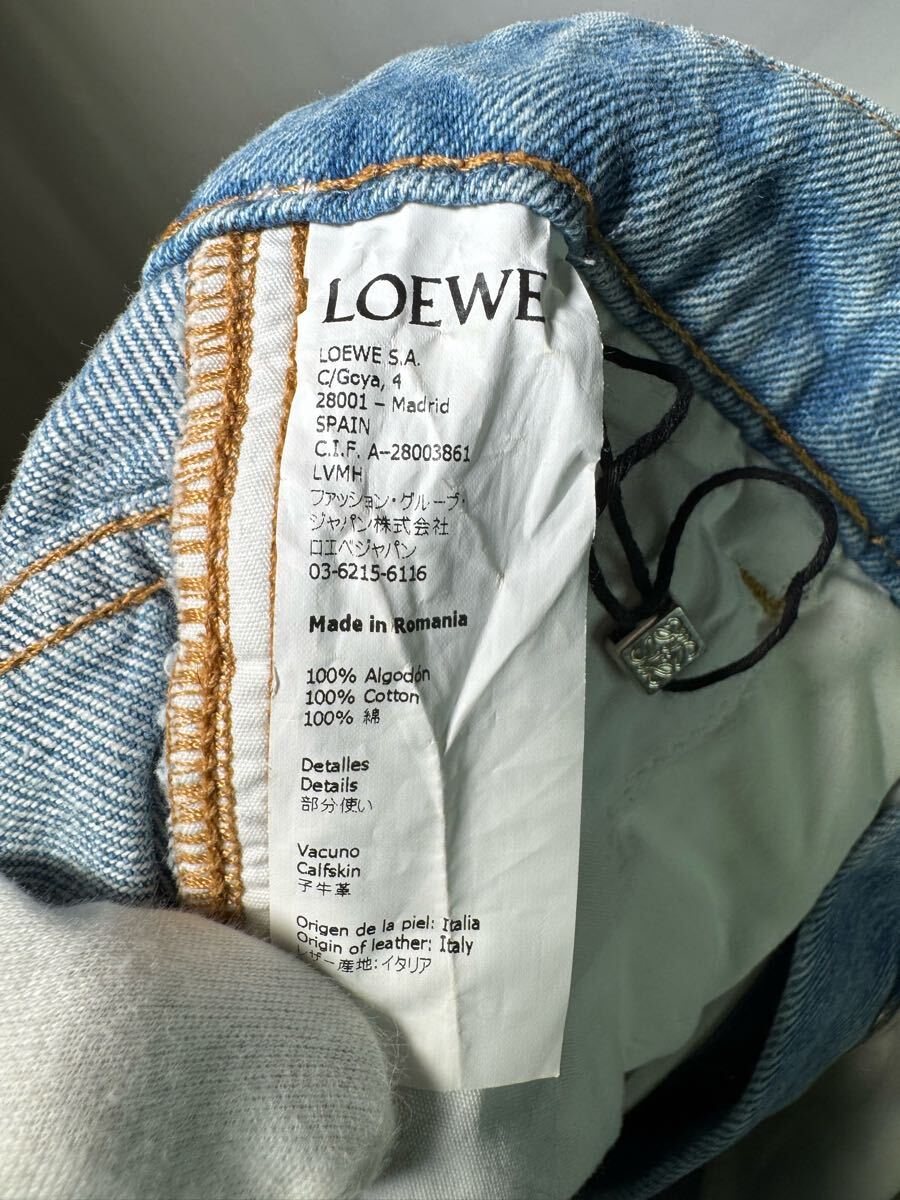 LOEWE
LOEWE S.A.
C/Goya, 4
28001 – Madrid
SPAIN
C.I.F. A-28003861
LVMH
ファッション・グループ・
ジャパン株式会社
ロエベジャパン
03-6215-6116
Made in Romania
100% Algodón
100% Cotton
100% 綿
Detalles
Details
部分使い
Vacuno
Calfskin
子牛革
Origen de la piel: Italia
Origin of leather: Italy
レザー産地:イタリア